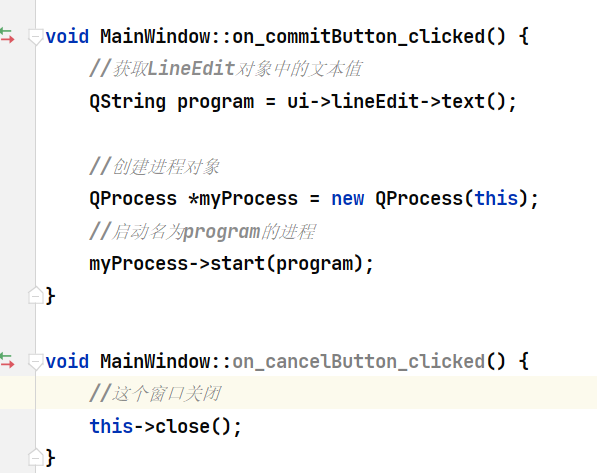 void MainWindow::on_commitButton_clicked() {
//获取LineEdit对象中的文本值
QString program = ui->lineEdit->text();
//创建进程对象
QProcess *myProcess = new QProcess(this);
//启动名为program的进程
myProcess->start(program);
}
void MainWindow::on_cancelButton_clicked() {
//这个窗口关闭
this->close();
}